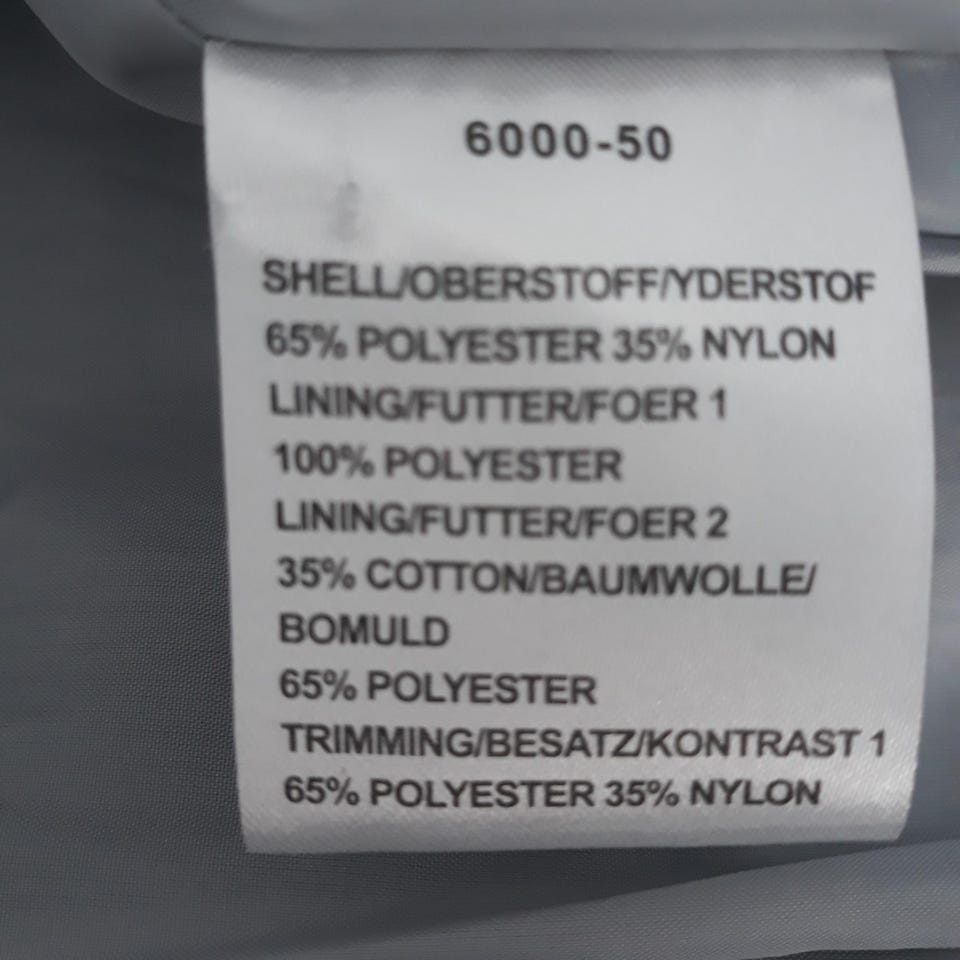 6000-50
SHELL/OBERSTOFF/YDERSTOF
65% POLYESTER 35% NYLON
LINING/FUTTER/FOER 1
100% POLYESTER
LINING/FUTTER/FOER 2
35% COTTON/BAUMWOLLE/
BOMULD
65% POLYESTER
TRIMMING/BESATZ/KONTRAST 1
65% POLYESTER 35% NYLON